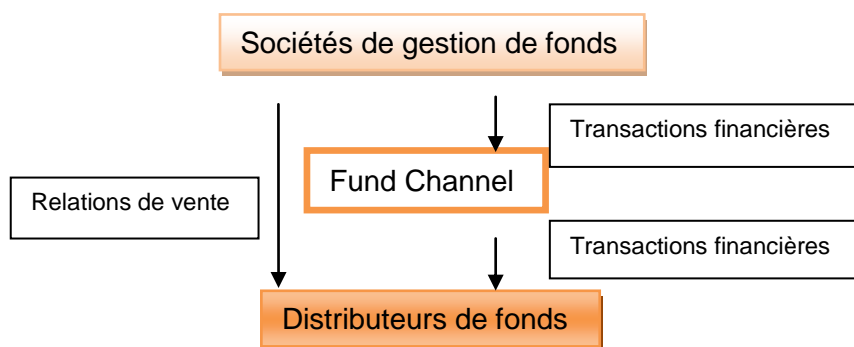 Sociétés de gestion de fonds
Transactions financières
Fund Channel
Relations de vente
Transactions financières
Distributeurs de fonds